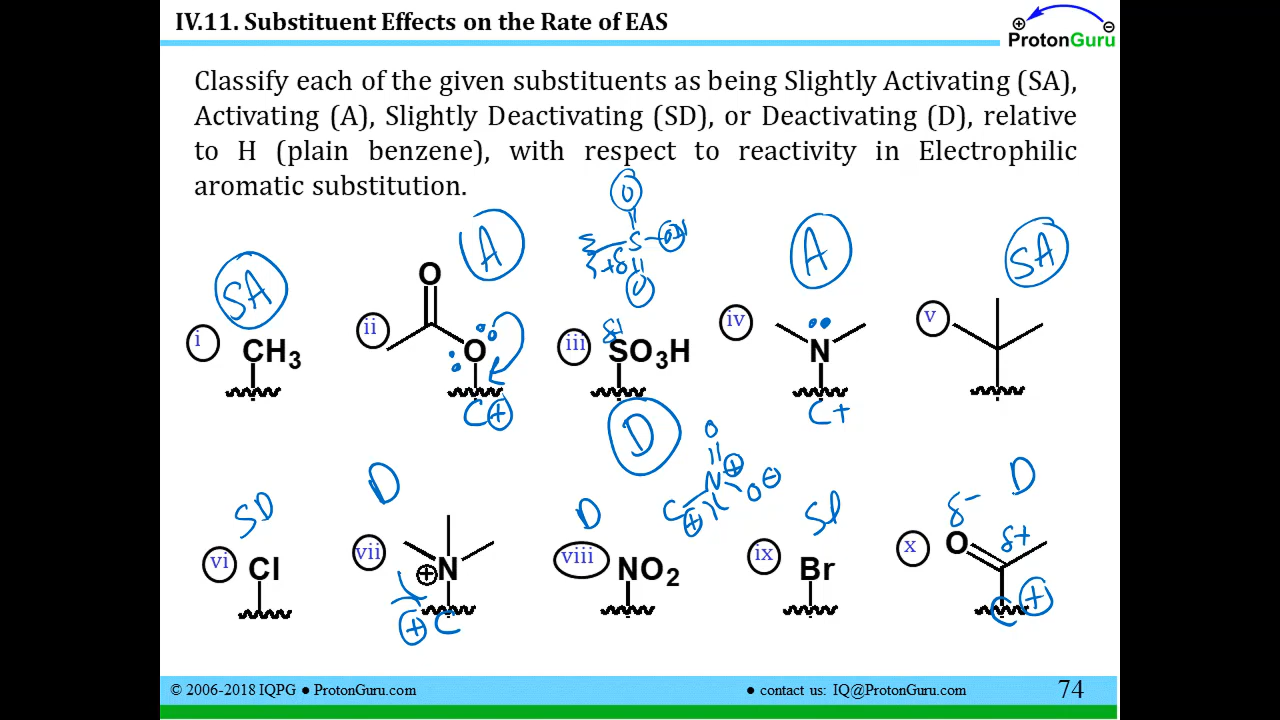 IV.11. Substituent Effects on the Rate of EAS
⊕ ⊖
ProtonGuru
Classify each of the given substituents as being Slightly Activating (SA),
Activating (A), Slightly Deactivating (SD), or Deactivating (D), relative
to H (plain benzene), with respect to reactivity in Electrophilic
aromatic substitution.
O
A
S OH
+δ
O
A
SA
SA
O
i
CH3
ii
O
C+
δ+
iii
SO3H
D
iv
N
C+
v
SD
D
D
O
N ⊕
O ⊖
C ⊕
D
δ-
δ+
vi
Cl
vii
⊕N
⊕ C
viii
NO2
ix
Br
x
O
C ⊕
© 2006-2018 IQPG ● ProtonGuru.com
● contact us: IQ@ProtonGuru.com
74